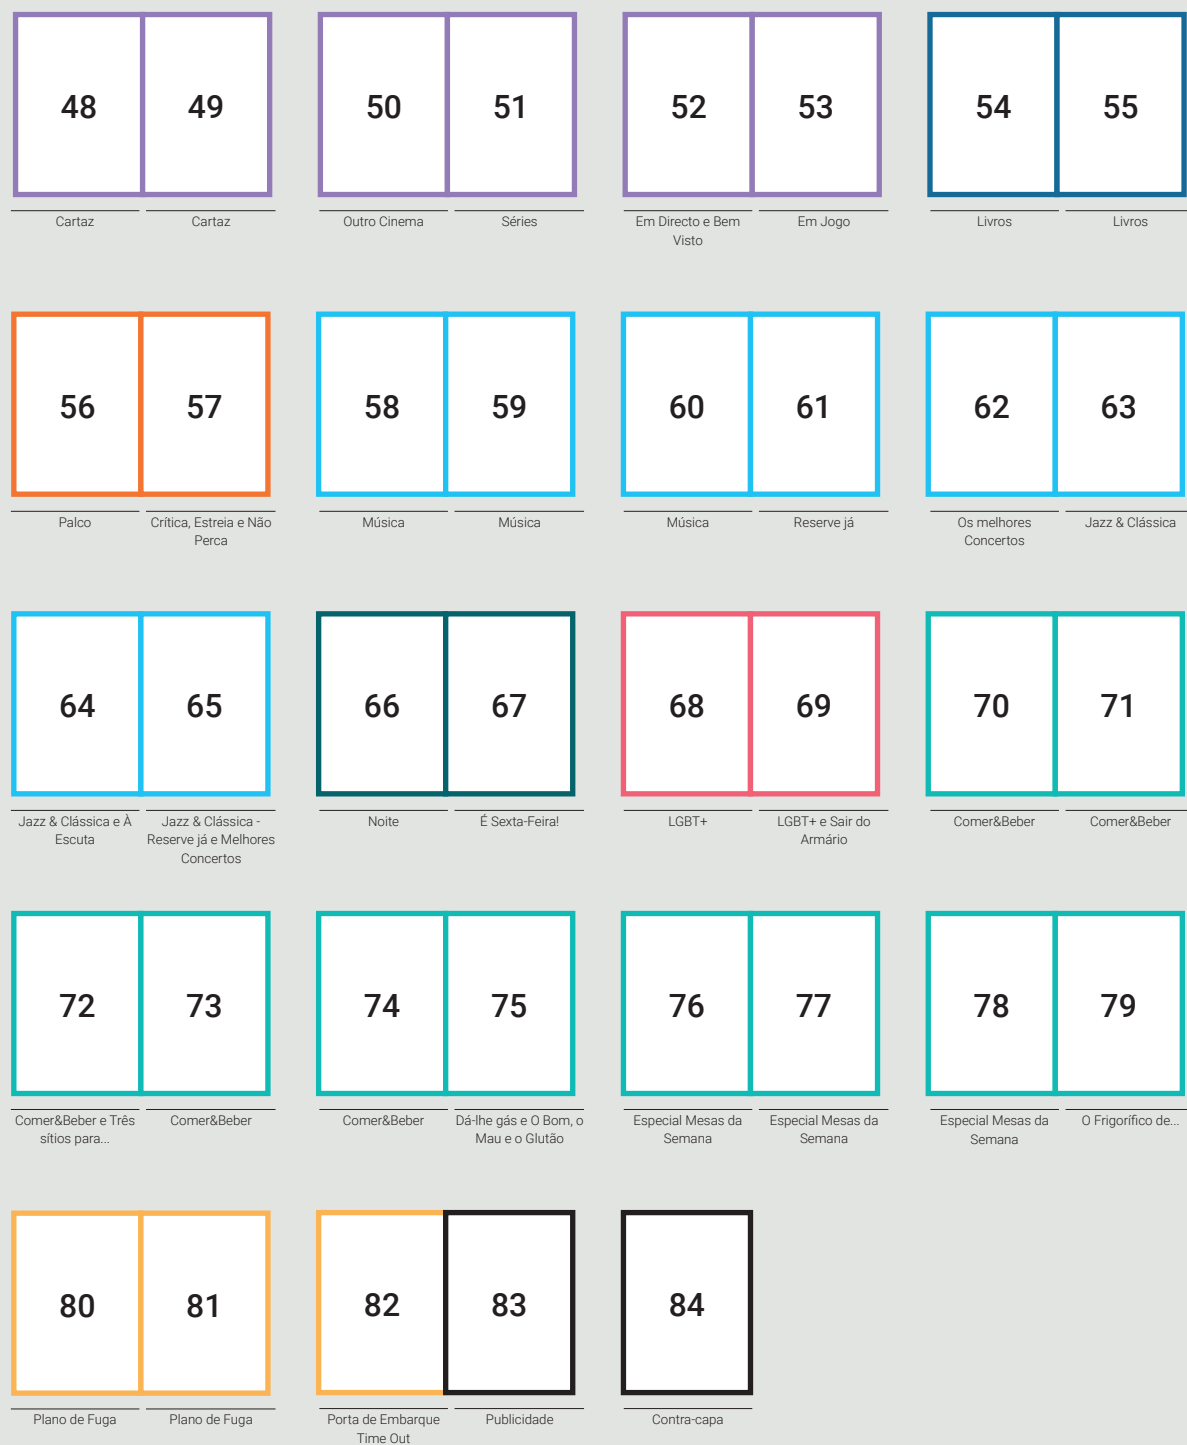 48 49 50 51 52 53 54 55
Cartaz Cartaz Outro Cinema Séries Em Directo e Bem Em Jogo Livros Livros
Visto
56 57 58 59 60 61 62 63
Palco Crítica, Estreia e Não Música Música Música Reserve já Os melhores Jazz & Clássica
Perca Concertos
64 65 66 67 68 69 70 71
Jazz & Clássica e À Jazz & Clássica - Noite É Sexta-Feira! LGBT+ LGBT+ e Sair do Comer&Beber Comer&Beber
Escuta Reserve já e Melhores Armário
Concertos
72 73 74 75 76 77 78 79
Comer&Beber e Três Comer&Beber Comer&Beber Dá-lhe gás e O Bom, o Especial Mesas da Especial Mesas da Especial Mesas da O Frigorífico de...
sítios para... Mau e o Glutão Semana Semana Semana
80 81 82 83 84
Plano de Fuga Plano de Fuga Porta de Embarque Publicidade Contra-capa
Time Out